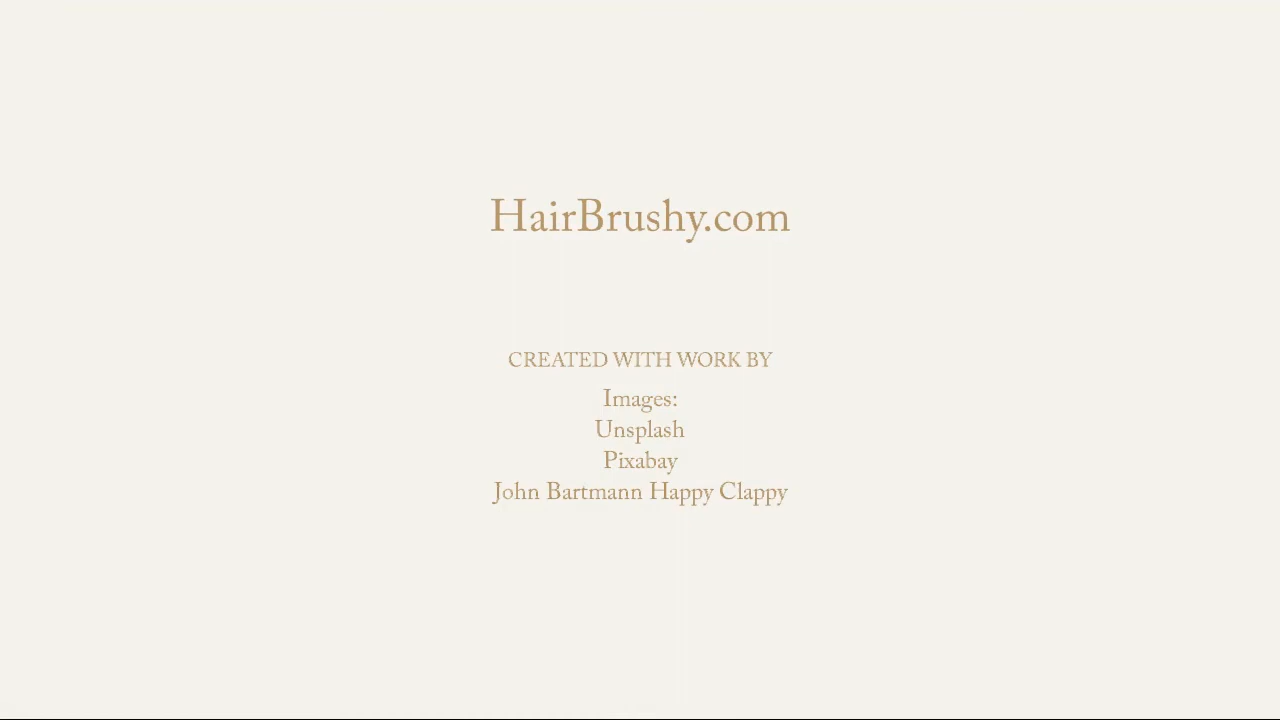 HairBrushy.com
CREATED WITH WORK BY
Images:
Unsplash
Pixabay
John Bartmann Happy Clappy